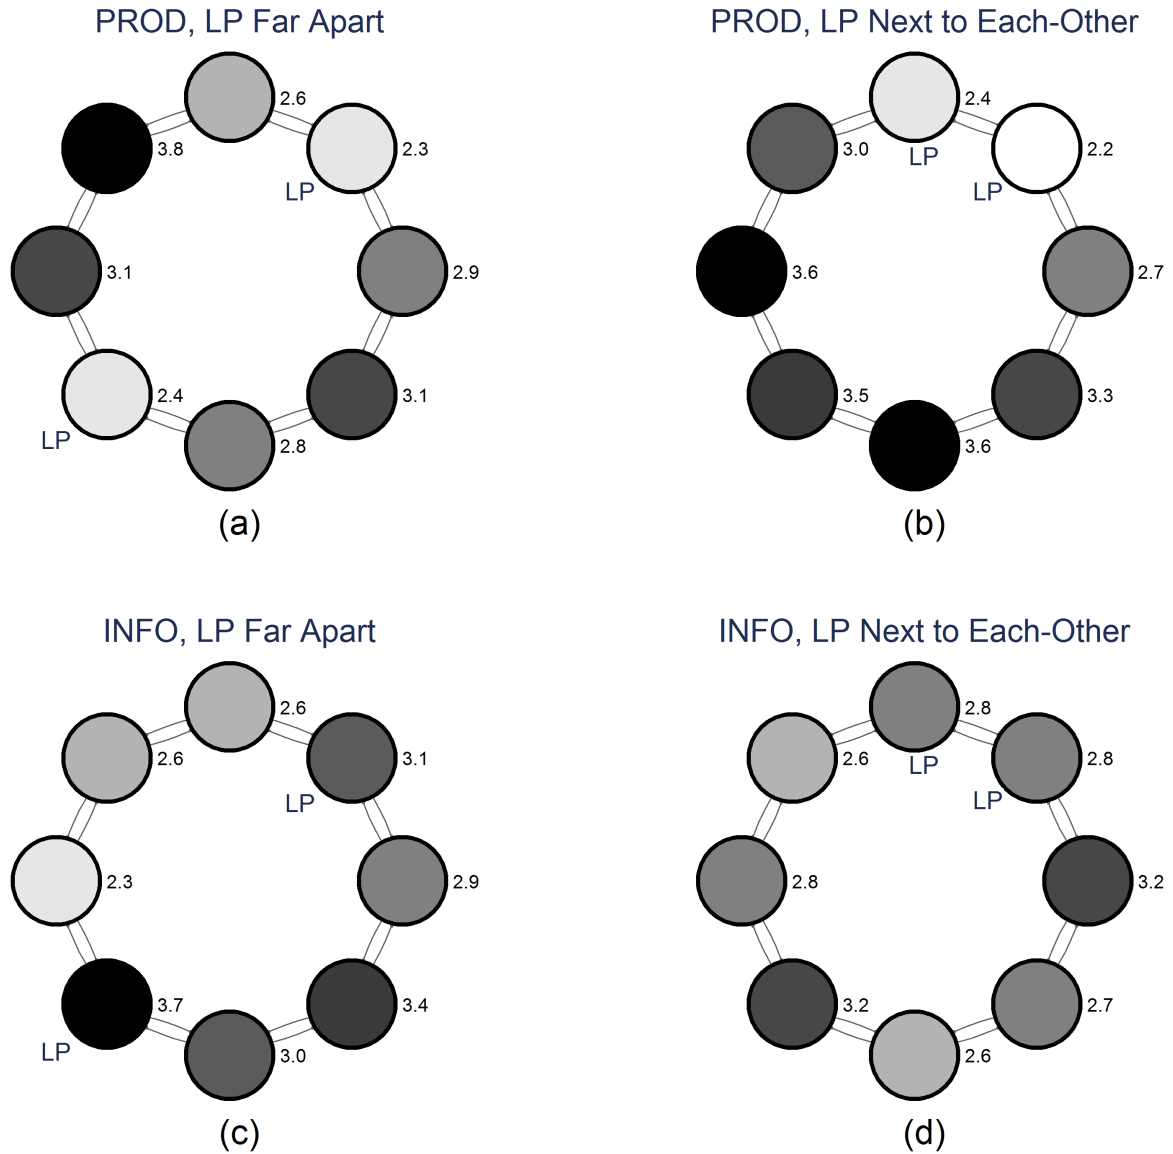 PROD, LP Far Apart
2.6
3.8
2.3
LP
3.1
2.9
2.4
3.1
LP
2.8
(a)
PROD, LP Next to Each-Other
2.4
3.0
LP
2.2
LP
3.6
2.7
3.5
3.3
3.6
(b)
INFO, LP Far Apart
2.6
2.6
3.1
LP
2.3
2.9
3.7
3.4
LP
3.0
(c)
INFO, LP Next to Each-Other
2.8
2.6
LP
2.8
LP
2.8
3.2
3.2
2.7
2.6
(d)